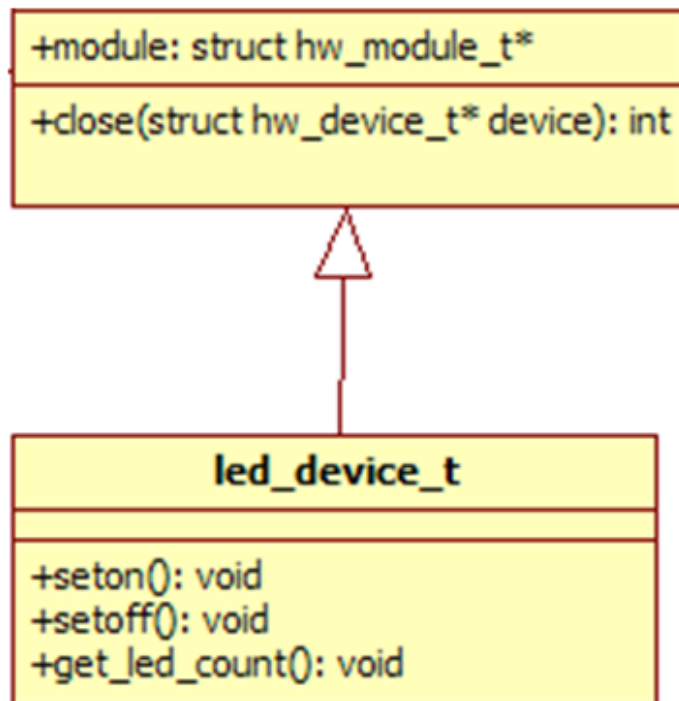 +module: struct hw_module_t*
+close(struct hw_device_t* device): int
led_device_t
+seton(): void
+setoff(): void
+get_led_count(): void